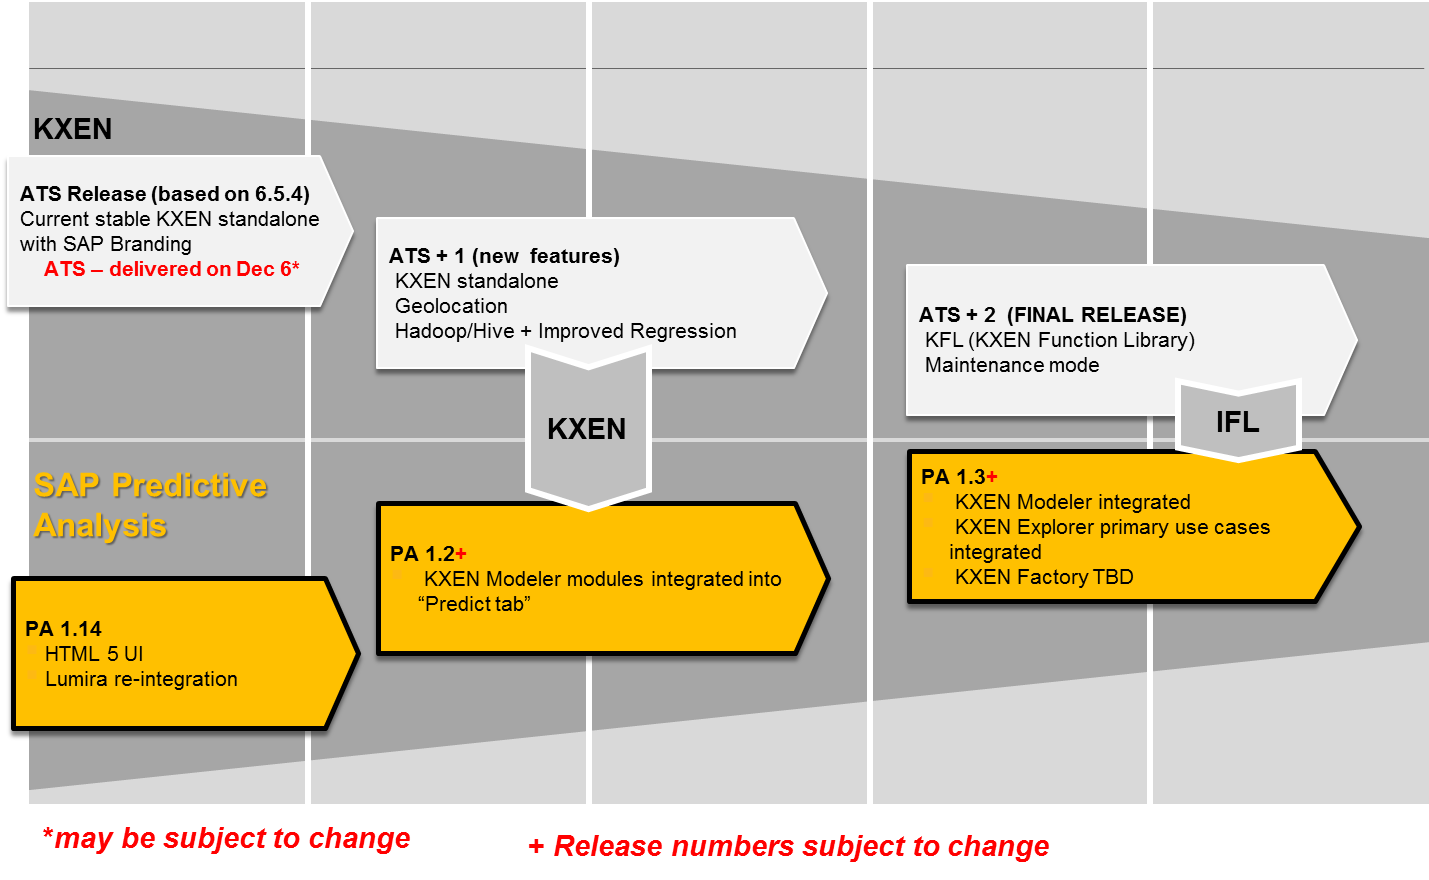 KXEN
ATS Release (based on 6.5.4)
Current stable KXEN standalone
with SAP Branding
ATS – delivered on Dec 6*
ATS + 1 (new features)
KXEN standalone
Geolocation
Hadoop/Hive + Improved Regression
ATS + 2 (FINAL RELEASE)
KFL (KXEN Function Library)
Maintenance mode
KXEN
IFL
SAP Predictive
Analysis
PA 1.14
HTML 5 UI
Lumira re-integration
PA 1.2+
KXEN Modeler modules integrated into
“Predict tab”
PA 1.3+
KXEN Modeler integrated
KXEN Explorer primary use cases
integrated
KXEN Factory TBD
*may be subject to change
+ Release numbers subject to change